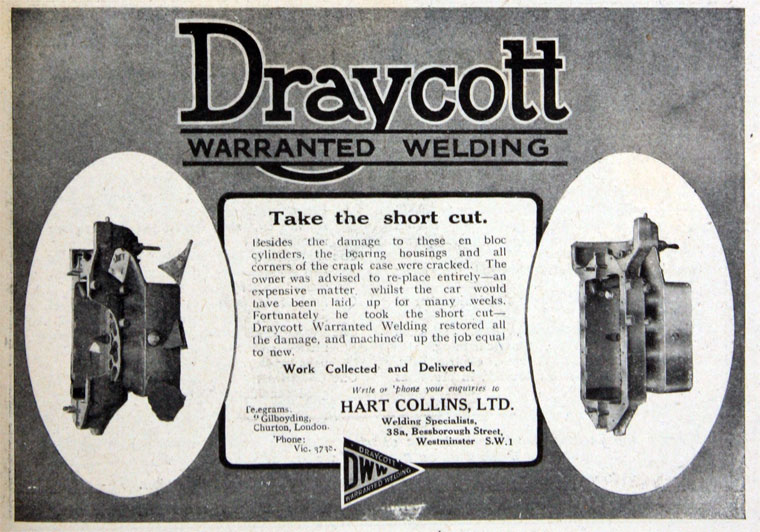 Draycott
WARRANTED WELDING
Take the short cut.
Besides the damage to these en bloc
cylinders, the bearing housings and all
corners of the crank case were cracked. The
owner was advised to re-place entirely—an
expensive matter whilst the car would
have been laid up for many weeks.
Fortunately he took the short cut—
Draycott Warranted Welding restored all
the damage, and machined up the job equal
to new.
Work Collected and Delivered.
Write or 'phone your enquiries to
HART COLLINS, LTD.
Welding Specialists,
38a, Bessborough Street,
Westminster S.W.1
Telegrams.
"Gilboyding,
Churton, London.
'Phone:
Vic.
DRAYCOTT
DWW
WARRANTED WELDING